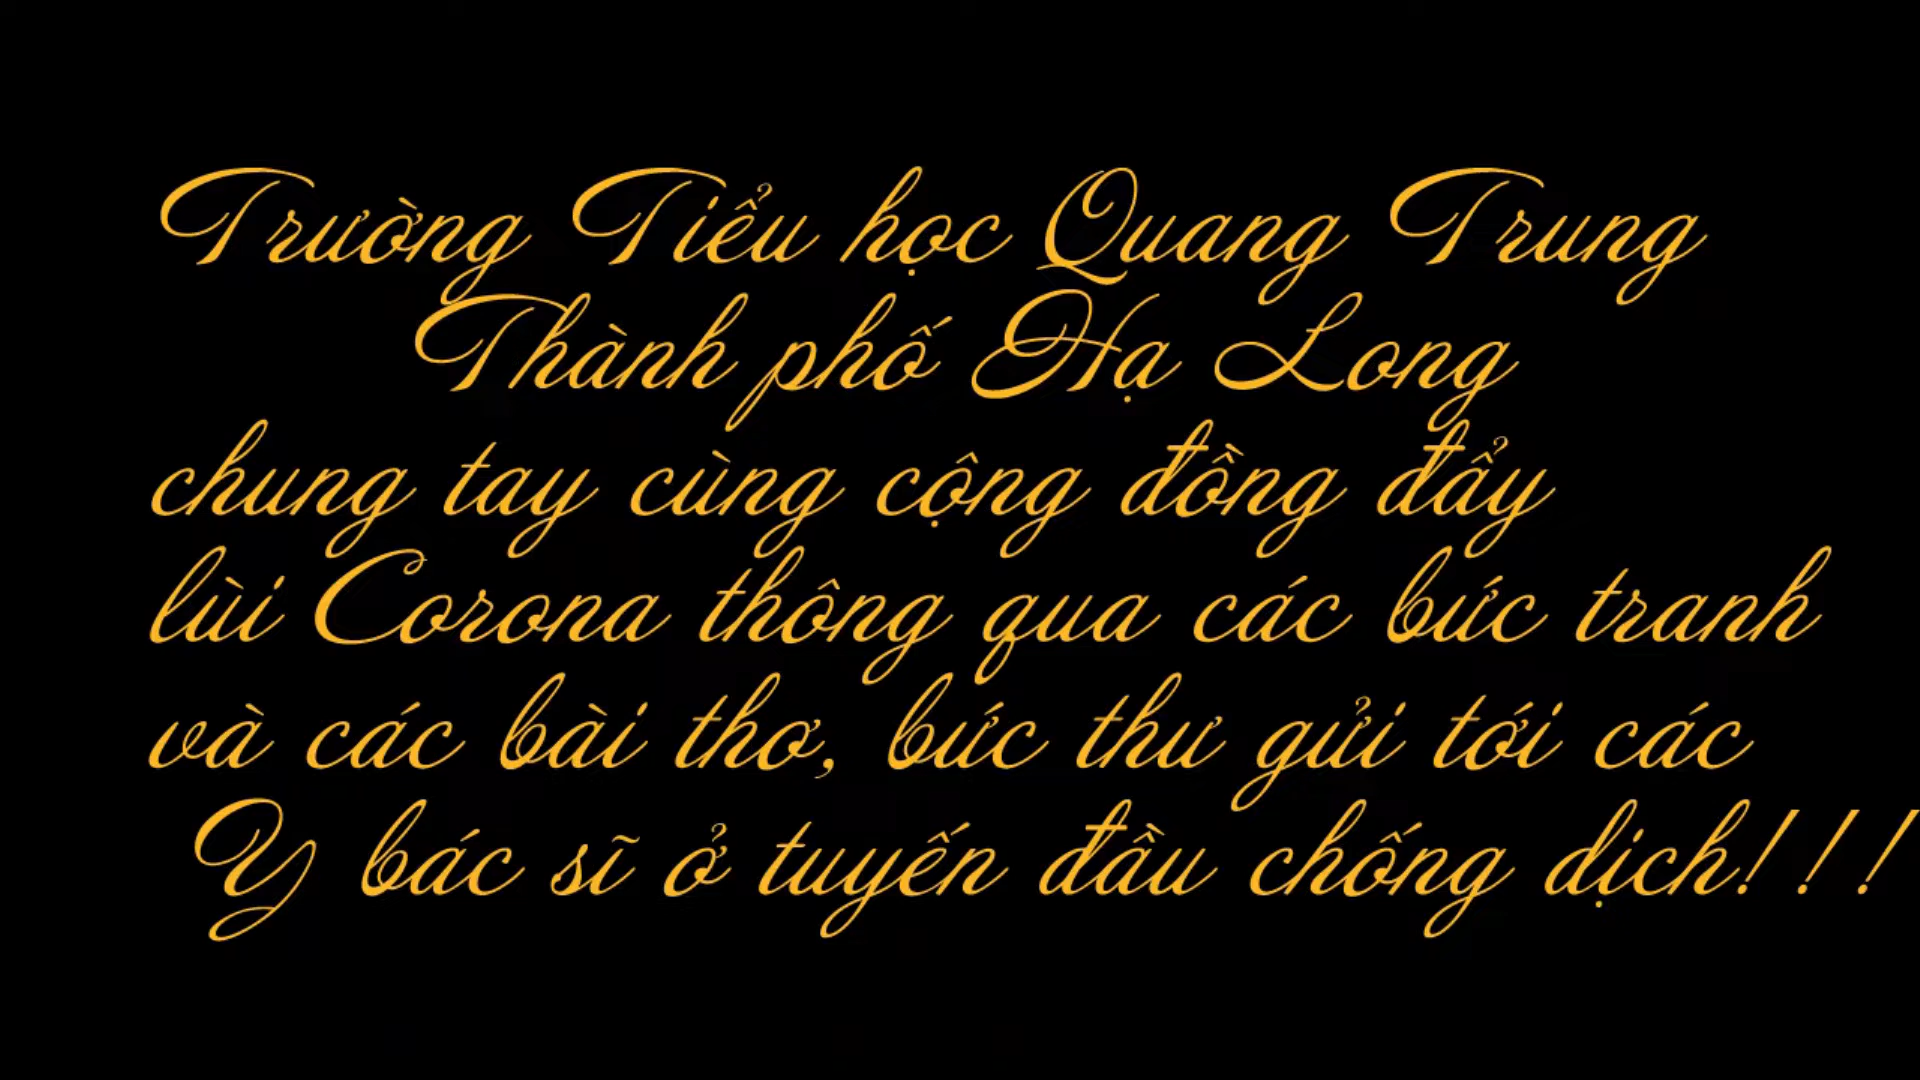 Trường Tiểu học Quang Trung
Thành phố Hạ Long
chung tay cùng cộng đồng đẩy
lùi Corona thông qua các bức tranh
và các bài thơ, bức thư gửi tới các
Y bác sĩ ở tuyến đầu chống dịch!!!